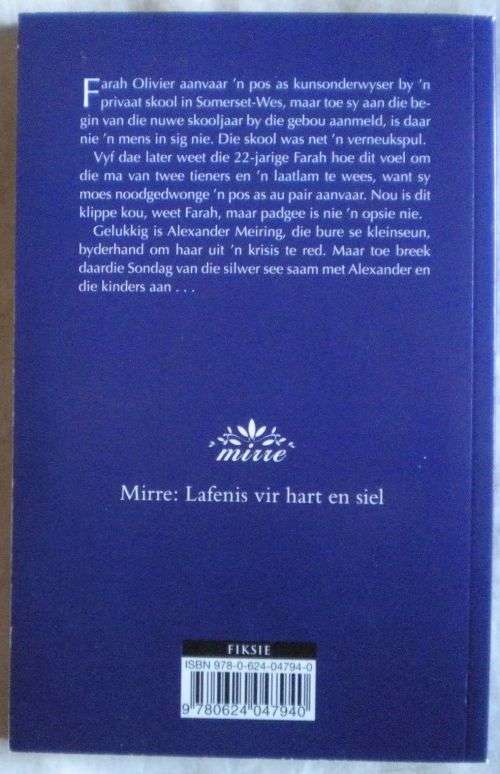 Farah Olivier aanvaar 'n pos as kunsonderwyser by 'n
privaat skool in Somerset-Wes, maar toe sy aan die be-
gin van die nuwe skooljaar by die gebou aanmeld, is daar
nie 'n mens in sig nie. Die skool was net 'n verneukspul.
Vyf dae later weet die 22-jarige Farah hoe dit voel om
die ma van twee tieners en 'n laatlam te wees, want sy
moes noodgedwonge 'n pos as au pair aanvaar. Nou is dit
klippe kou, weet Farah, maar padgee is nie 'n opsie nie.
Gelukkig is Alexander Meiring, die bure se kleinseun,
byderhand om haar uit 'n krisis te red. Maar toe breek
daardie Sondag van die silwer see saam met Alexander en
die kinders aan . . .
mirre
Mirre: Lafenis vir hart en siel
FIKSIE
ISBN 978-0-624-04794-0
9 780624 047940